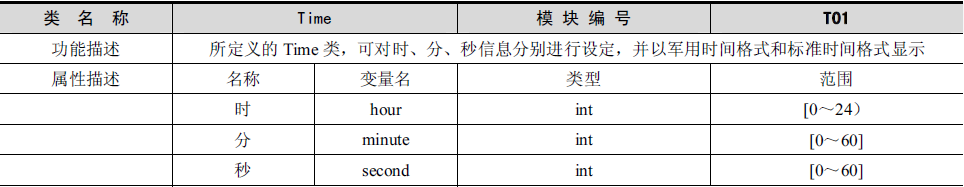 类 名 称 Time 模 块 编 号 T01
功能描述 所定义的 Time 类，可对时、分、秒信息分别进行设定，并以军用时间格式和标准时间格式显示
属性描述 名称 变量名 类型 范围
时 hour int [0～24）
分 minute int [0～60]
秒 second int [0～60]